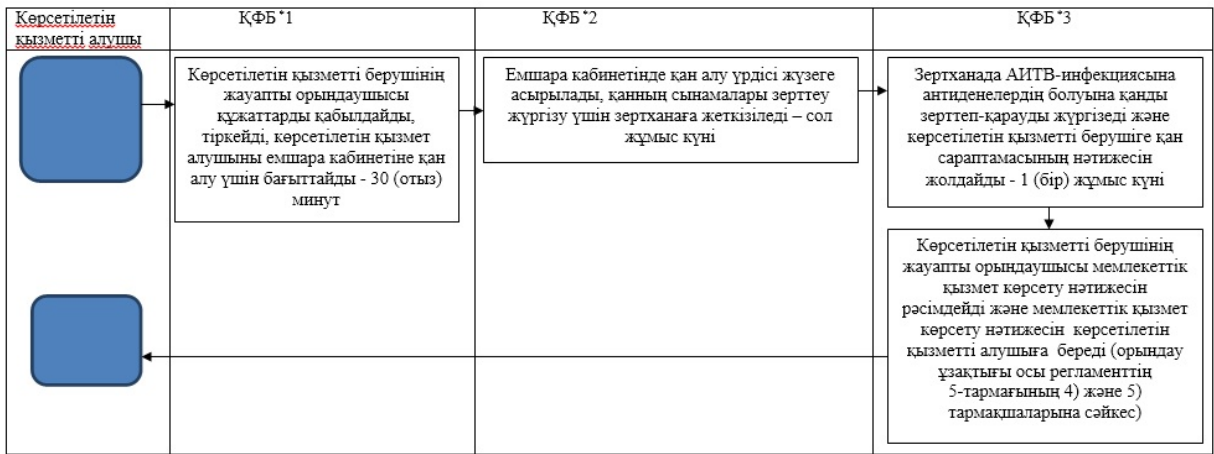 Көрсетілетін
қызметті алушы
ҚФБ*1
ҚФБ*2
ҚФБ*3
Көрсетілетін қызметті берушінің
жауапты орындаушысы
құжаттарды қабылдайды,
тіркейді, көрсетілетін қызмет
алушыны емшара кабинетіне қан
алу үшін бағыттайды - 30 (отыз)
минут
Емшара кабинетінде қан алу үрдісі жүзеге
асырылады, қанның сынамалары зерттеу
жүргізу үшін зертханаға жеткізіледі – сол
жұмыс күні
Зертханада АИТВ-инфекциясына
антиденелердің болуына қанды
зерттеп-қарауды жүргізеді және
көрсетілетін қызметті берушіге қан
сараптамасының нәтижесін
жолдайды - 1 (бір) жұмыс күні
Көрсетілетін қызметті берушінің
жауапты орындаушысы мемлекеттік
қызмет көрсету нәтижесін
рәсімдейді және мемлекеттік қызмет
көрсету нәтижесін көрсетілетін
қызметті алушыға береді (орындау
ұзақтығы осы регламенттің
5-тармағының 4) және 5)
тармақшаларына сәйкес)